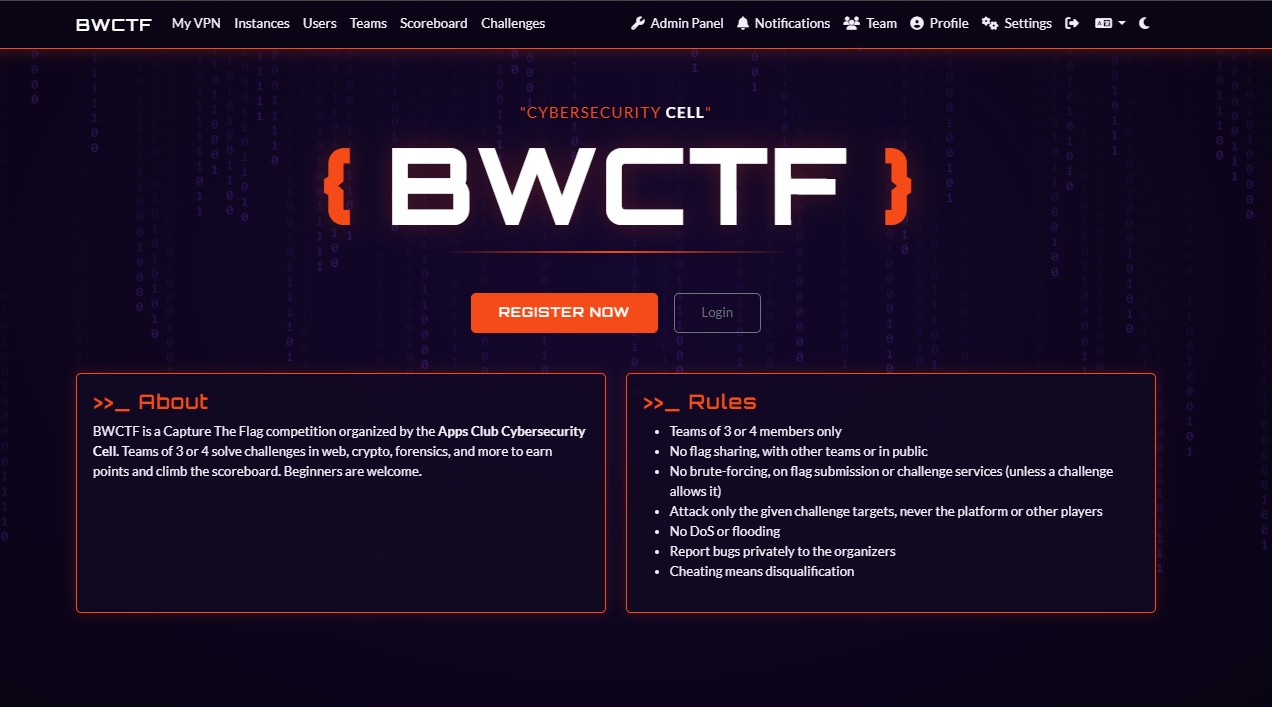 BWCTF My VPN Instances Users Teams Scoreboard Challenges Admin Panel Notifications Team Profile Settings
"CYBERSECURITY CELL"
{ BWCTF }
REGISTER NOW Login
>>_ About
BWCTF is a Capture The Flag competition organized by the Apps Club Cybersecurity
Cell. Teams of 3 or 4 solve challenges in web, crypto, forensics, and more to earn
points and climb the scoreboard. Beginners are welcome.
>>_ Rules
• Teams of 3 or 4 members only
• No flag sharing, with other teams or in public
• No brute-forcing, on flag submission or challenge services (unless a challenge
allows it)
• Attack only the given challenge targets, never the platform or other players
• No DoS or flooding
• Report bugs privately to the organizers
• Cheating means disqualification